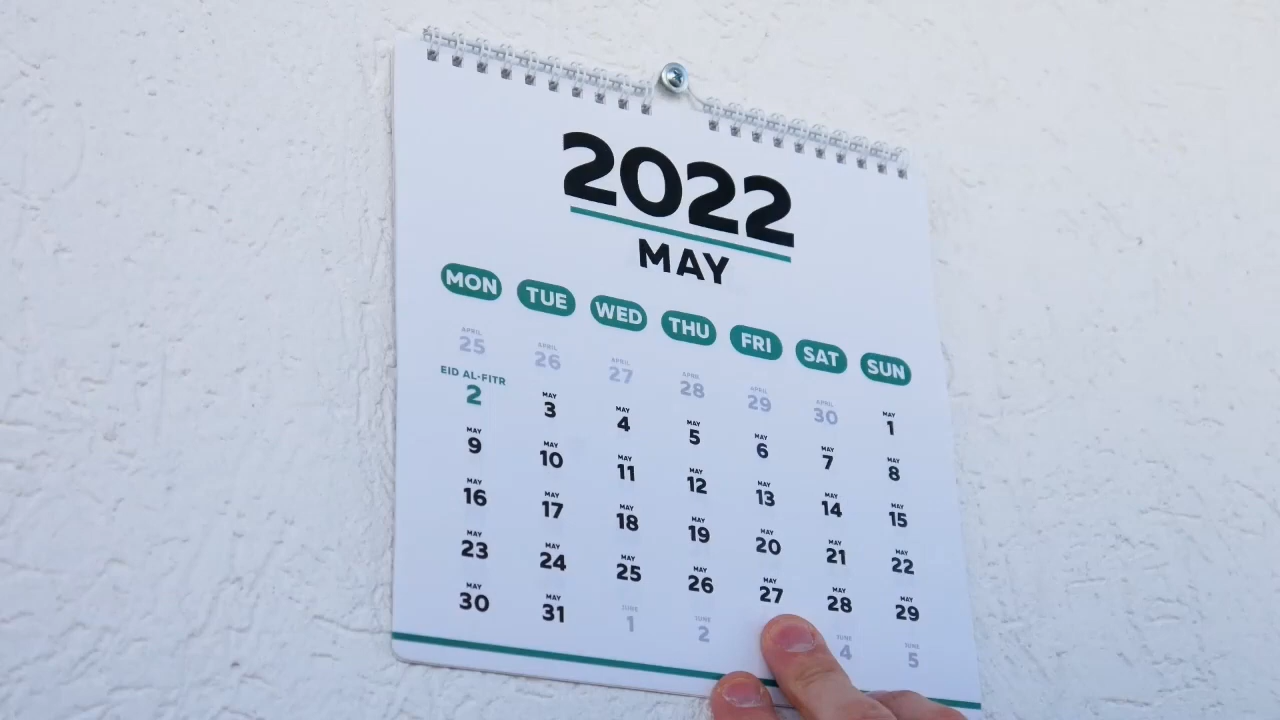 2022
MAY
MON TUE WED THU FRI SAT SUN
APRIL APRIL APRIL APRIL APRIL APRIL MAY
25 26 27 28 29 30 1
EID AL-FITR MAY MAY MAY MAY MAY MAY
2 3 4 5 6 7 8
MAY MAY MAY MAY MAY MAY MAY
9 10 11 12 13 14 15
MAY MAY MAY MAY MAY MAY MAY
16 17 18 19 20 21 22
MAY MAY MAY MAY MAY MAY MAY
23 24 25 26 27 28 29
MAY MAY JUNE JUNE JUNE JUNE
30 31 1 2 4 5